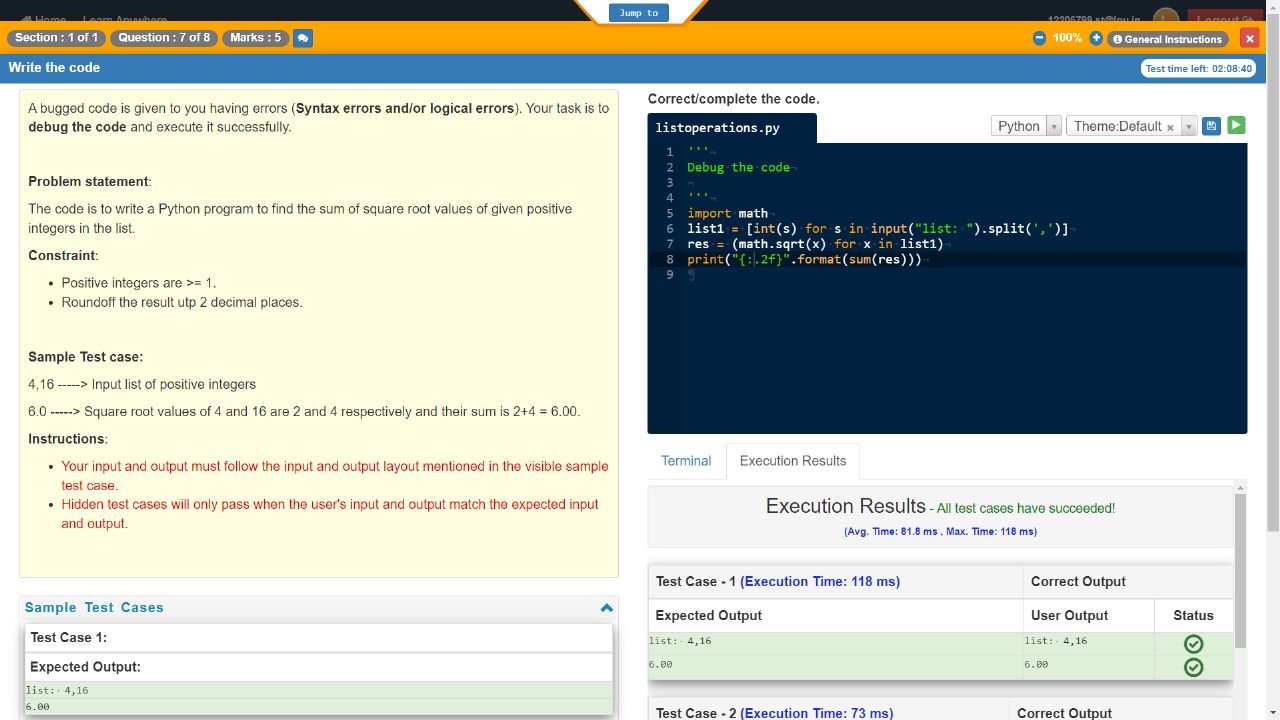 Home Learn Anywhere
Jump to
12206799.st@lpu.in
Logout
Section : 1 of 1 Question : 7 of 8 Marks : 5
100% General Instructions
Write the code
Test time left: 02:08:40
A bugged code is given to you having errors (Syntax errors and/or logical errors). Your task is to
debug the code and execute it successfully.
Problem statement:
The code is to write a Python program to find the sum of square root values of given positive
integers in the list.
Constraint:
• Positive integers are >= 1.
• Roundoff the result utp 2 decimal places.
Sample Test case:
4,16 -----> Input list of positive integers
6.0 -----> Square root values of 4 and 16 are 2 and 4 respectively and their sum is 2+4 = 6.00.
Instructions:
• Your input and output must follow the input and output layout mentioned in the visible sample
test case.
• Hidden test cases will only pass when the user's input and output match the expected input
and output.
Sample Test Cases
Test Case 1:
Expected Output:
list:· 4,16
6.00
Correct/complete the code.
listoperations.py
Python
Theme:Default
1 '''
2 Debug the code
3
4 '''
5 import math
6 list1 = [int(s) for s in input("list: ").split(',')]
7 res = (math.sqrt(x) for x in list1)
8 print("{:.2f}".format(sum(res)))
9
Terminal Execution Results
Execution Results - All test cases have succeeded!
(Avg. Time: 81.8 ms , Max. Time: 118 ms)
Test Case - 1 (Execution Time: 118 ms) Correct Output
Expected Output User Output Status
list:· 4,16 list:· 4,16
6.00 6.00
Test Case - 2 (Execution Time: 73 ms) Correct Output